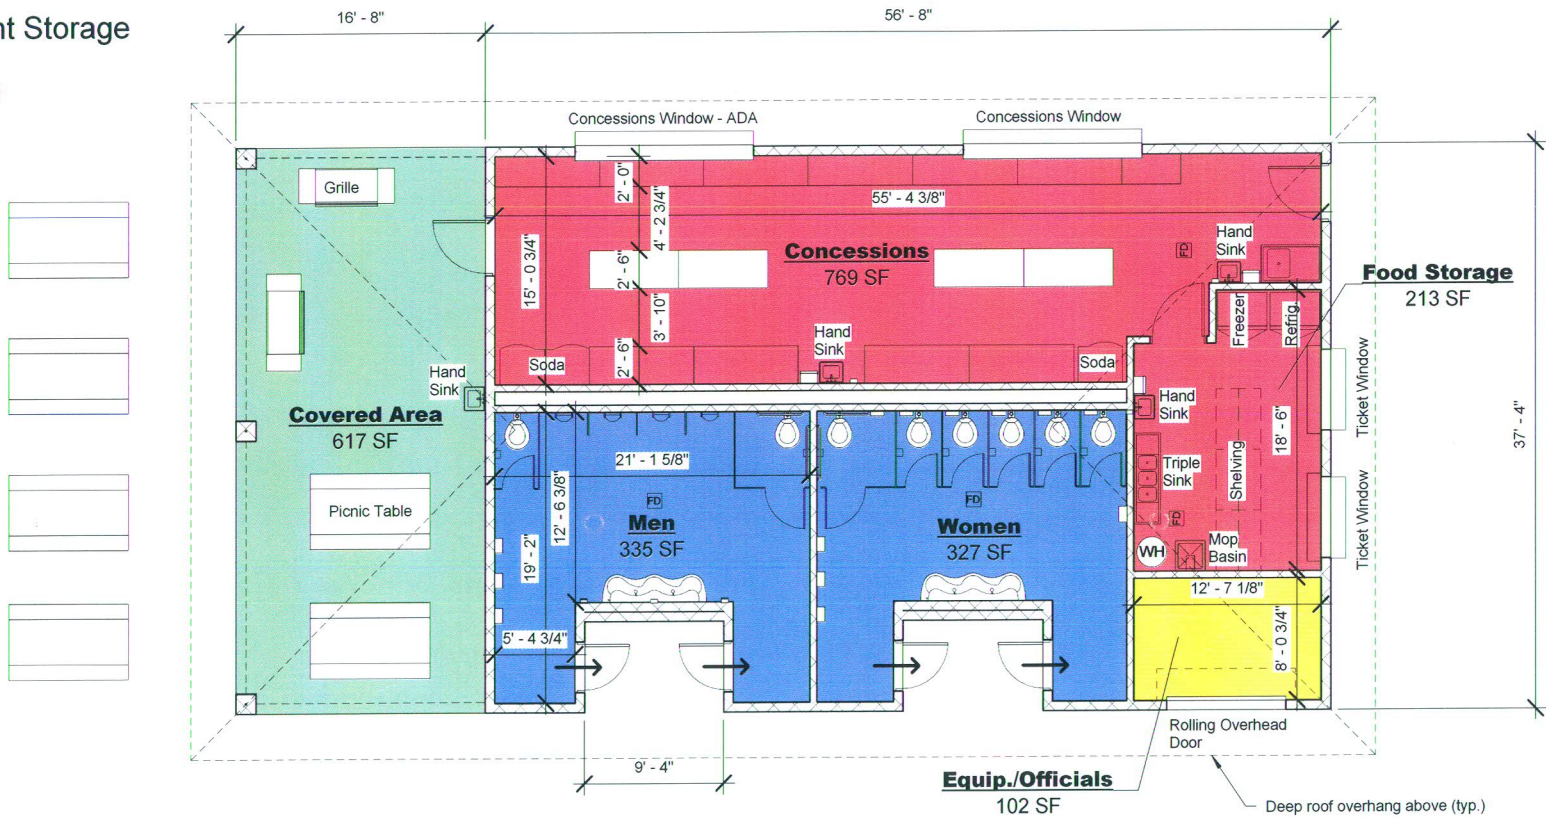 nt Storage
16' - 8"
56' - 8"
Concessions Window - ADA
Concessions Window
Grille
2' - 0"
4' - 2 3/4"
55' - 4 3/8"
15' - 0 3/4"
2' - 6"
3' - 10"
2' - 6"
Concessions
769 SF
FD
Hand
Sink
Food Storage
213 SF
Freezer
Refrig.
Soda
Hand
Sink
Soda
Hand
Sink
Covered Area
617 SF
Hand
Sink
18' - 6"
Ticket Window
37' - 4"
21' - 1 5/8"
12' - 6 3/8"
19' - 2"
Triple
Sink
Shelving
Picnic Table
FD
Men
335 SF
FD
Women
327 SF
FD
WH
Mop
Basin
Ticket Window
12' - 7 1/8"
5' - 4 3/4"
8' - 0 3/4"
Rolling Overhead
Door
9' - 4"
Equip./Officials
102 SF
Deep roof overhang above (typ.)